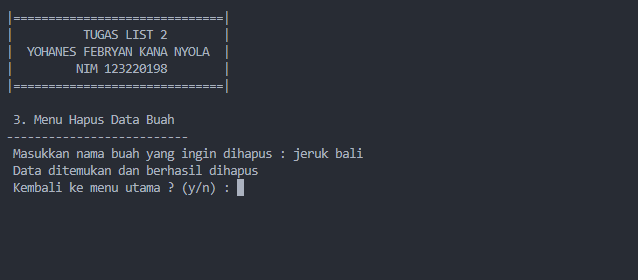 |==============================|
|          TUGAS LIST 2        |
|  YOHANES FEBRYAN KANA NYOLA  |
|         NIM 123220198        |
|==============================|
3. Menu Hapus Data Buah
--------------------------
Masukkan nama buah yang ingin dihapus : jeruk bali
Data ditemukan dan berhasil dihapus
Kembali ke menu utama ? (y/n) :